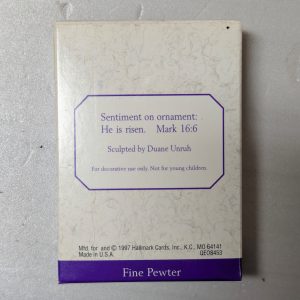 Sentiment on ornament:
He is risen. Mark 16:6
Sculpted by Duane Unruh
For decorative use only. Not for young children.
Mfd. for and © 1997 Hallmark Cards, Inc., K.C., MO 64141
Made in U.S.A. QEO8453
Fine Pewter